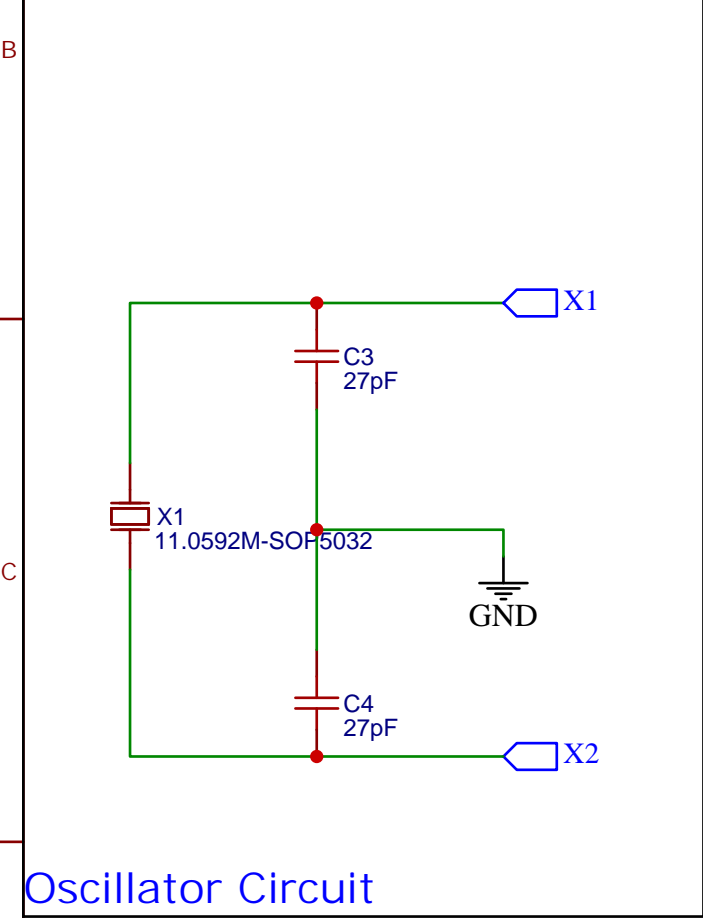 B
X1
C3
27pF
X1
11.0592M-SOP5032
C
GND
C4
27pF
X2
Oscillator Circuit